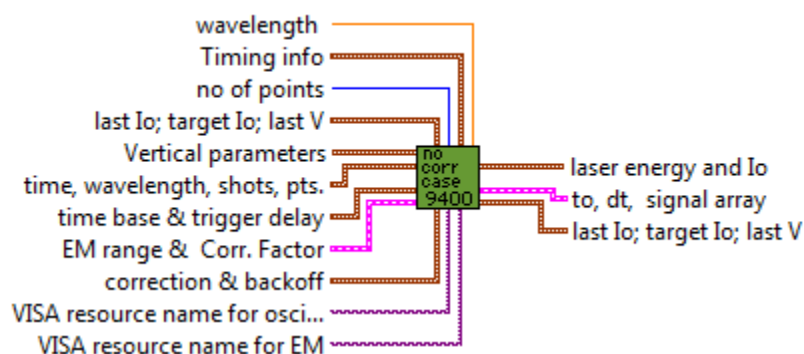 wavelength
Timing info
no of points
last Io; target Io; last V
Vertical parameters
time, wavelength, shots, pts.
time base & trigger delay
EM range &  Corr. Factor
correction & backoff
VISA resource name for osci...
VISA resource name for EM
no
corr
case
9400
laser energy and Io
to, dt,  signal array
last Io; target Io; last V